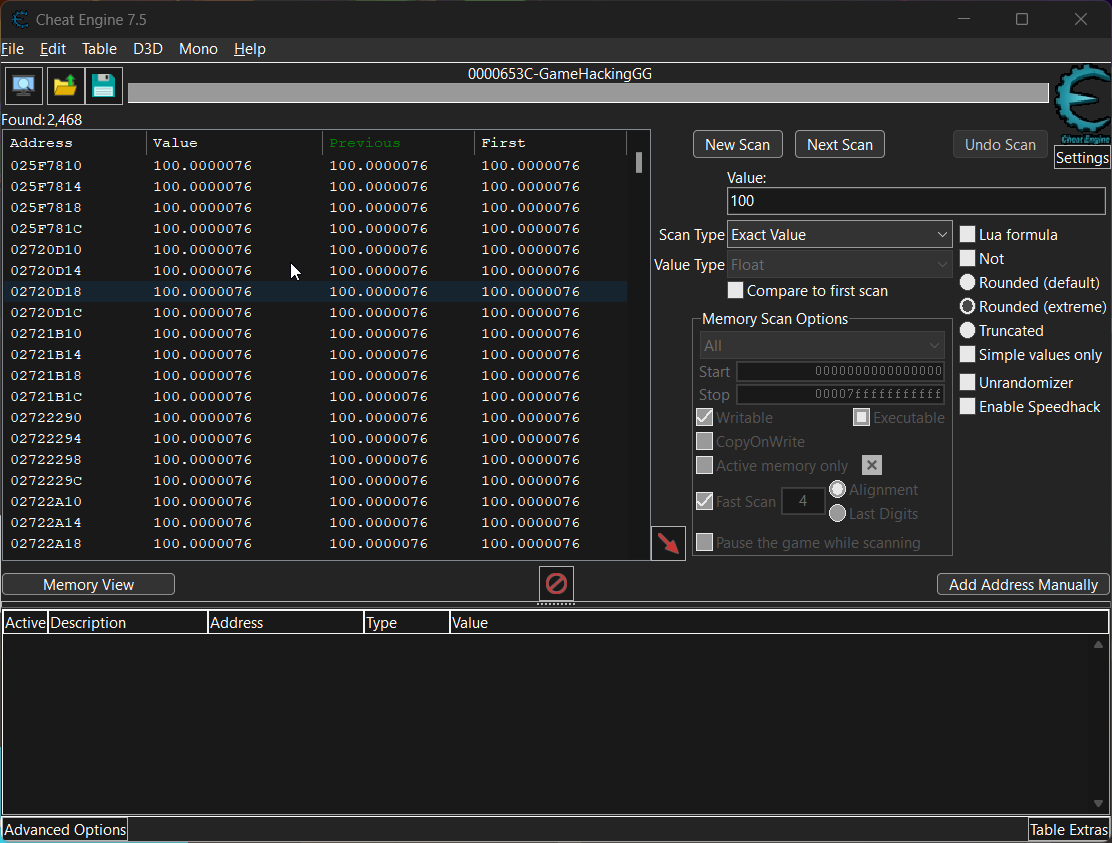 Cheat Engine 7.5
File Edit Table D3D Mono Help
0000653C-GameHackingGG
Found:2,468
Cheat Engine
Settings
Address Value Previous First
025F7810 100.0000076 100.0000076 100.0000076
025F7814 100.0000076 100.0000076 100.0000076
025F7818 100.0000076 100.0000076 100.0000076
025F781C 100.0000076 100.0000076 100.0000076
02720D10 100.0000076 100.0000076 100.0000076
02720D14 100.0000076 100.0000076 100.0000076
02720D18 100.0000076 100.0000076 100.0000076
02720D1C 100.0000076 100.0000076 100.0000076
02721B10 100.0000076 100.0000076 100.0000076
02721B14 100.0000076 100.0000076 100.0000076
02721B18 100.0000076 100.0000076 100.0000076
02721B1C 100.0000076 100.0000076 100.0000076
02722290 100.0000076 100.0000076 100.0000076
02722294 100.0000076 100.0000076 100.0000076
02722298 100.0000076 100.0000076 100.0000076
0272229C 100.0000076 100.0000076 100.0000076
02722A10 100.0000076 100.0000076 100.0000076
02722A14 100.0000076 100.0000076 100.0000076
02722A18 100.0000076 100.0000076 100.0000076
New Scan Next Scan Undo Scan
Value:
100
Scan Type Exact Value
Value Type Float
Compare to first scan
Lua formula
Not
Rounded (default)
Rounded (extreme)
Truncated
Simple values only
Unrandomizer
Enable Speedhack
Memory Scan Options
All
Start 0000000000000000
Stop 00007fffffffffff
Writable Executable
CopyOnWrite
Active memory only
Fast Scan 4 Alignment
Last Digits
Pause the game while scanning
Memory View Add Address Manually
Active Description Address Type Value
Advanced Options Table Extras